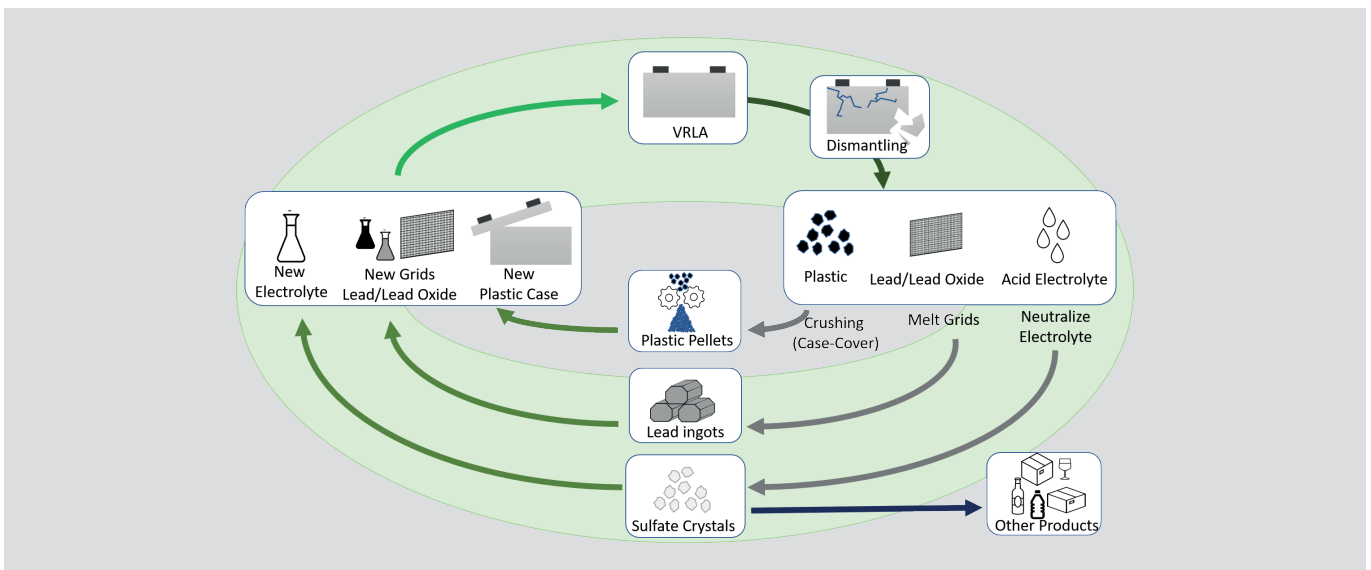 VRLA
Dismantling
New
Electrolyte
New Grids
Lead/Lead Oxide
New
Plastic Case
Plastic
Lead/Lead Oxide
Acid Electrolyte
Plastic Pellets
Crushing
(Case-Cover)
Melt Grids
Neutralize
Electrolyte
Lead ingots
Sulfate Crystals
Other Products